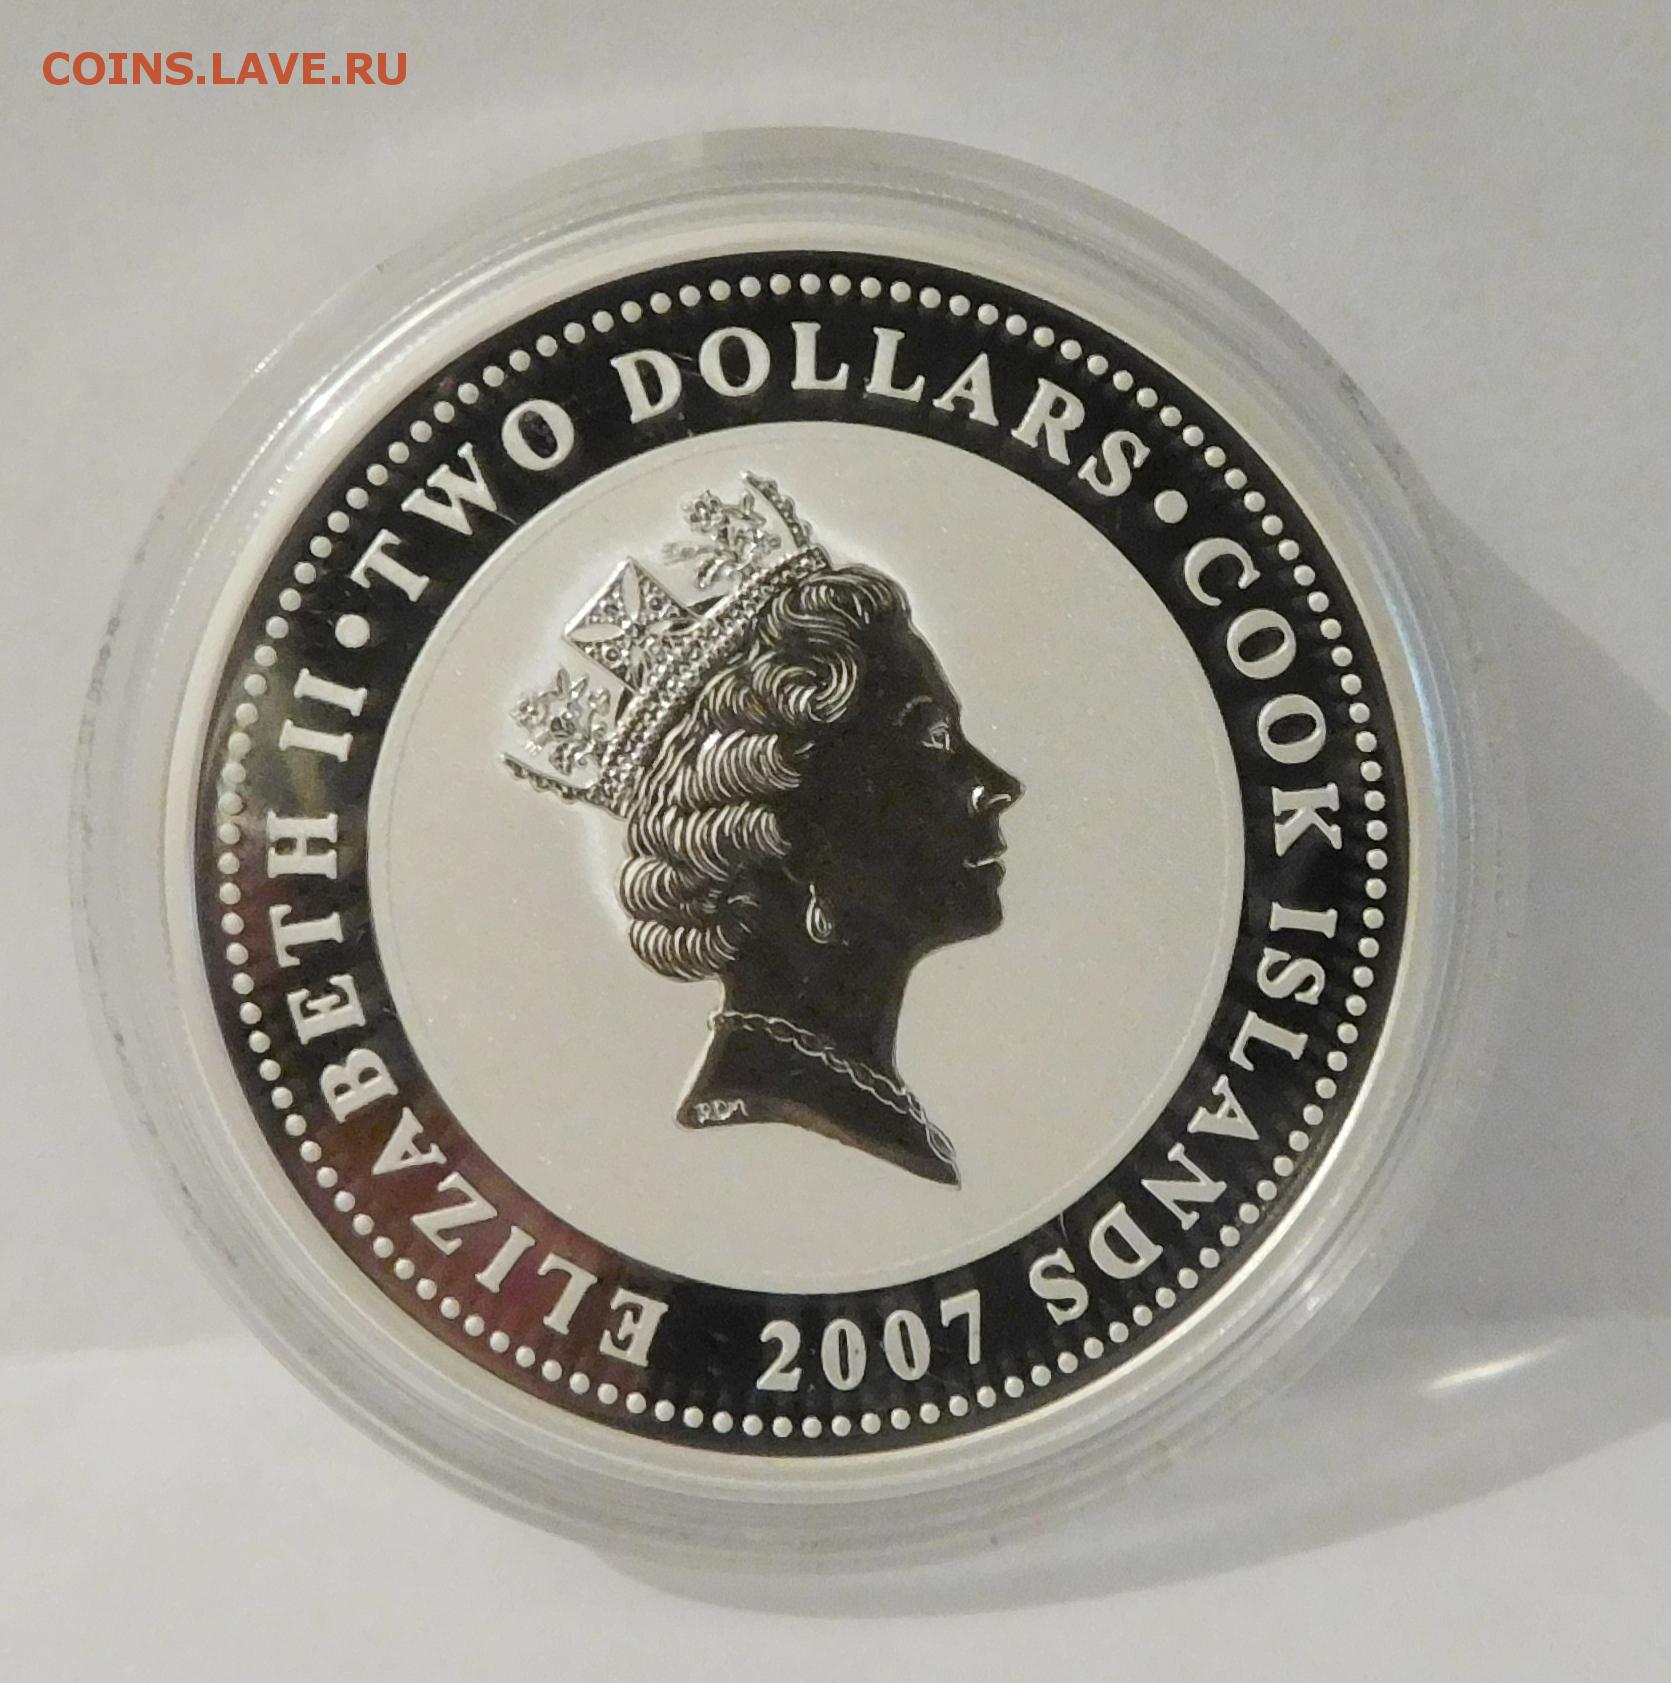 COINS.LAVE.RU
ELIZABETH II • TWO DOLLARS • COOK ISLANDS
2007
RDM